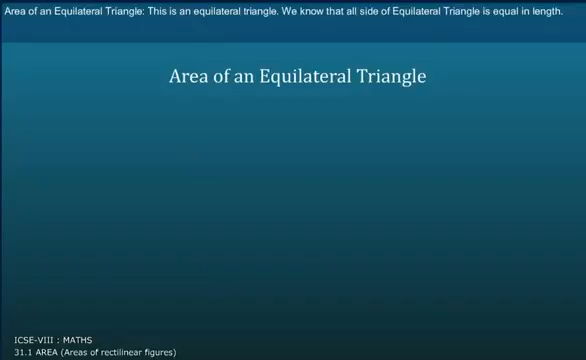 Area of an Equilateral Triangle: This is an equilateral triangle. We know that all side of Equilateral Triangle is equal in length.
Area of an Equilateral Triangle
ICSE-VIII : MATHS
31.1 AREA (Areas of rectilinear figures)